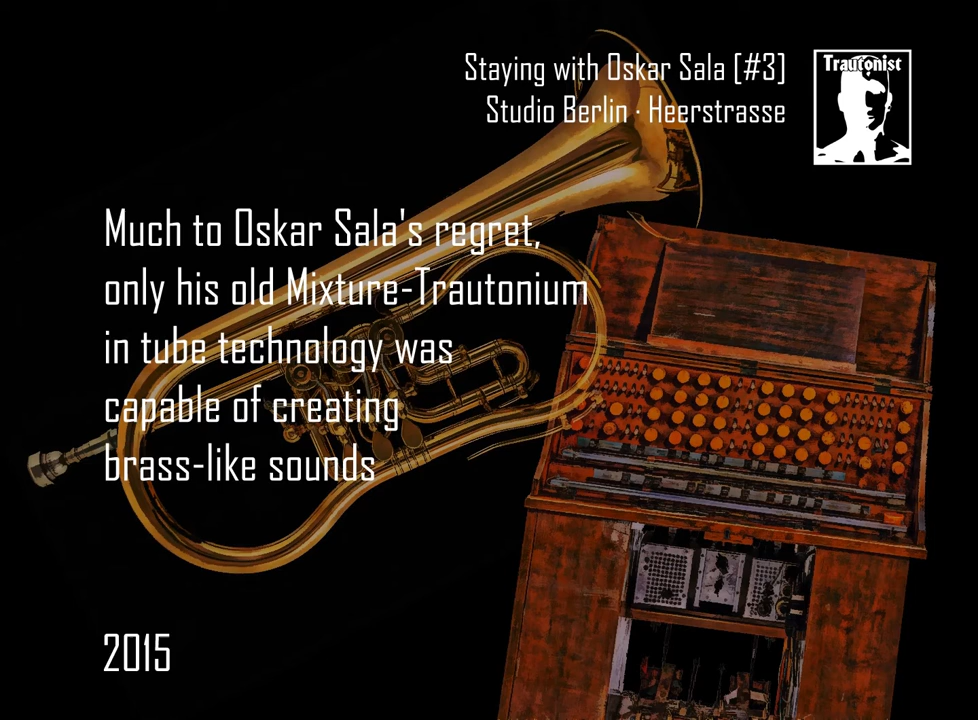 Staying with Oskar Sala [#3]
Studio Berlin · Heerstrasse
Trautonist
Much to Oskar Sala's regret,
only his old Mixture-Trautonium
in tube technology was
capable of creating
brass-like sounds
2015